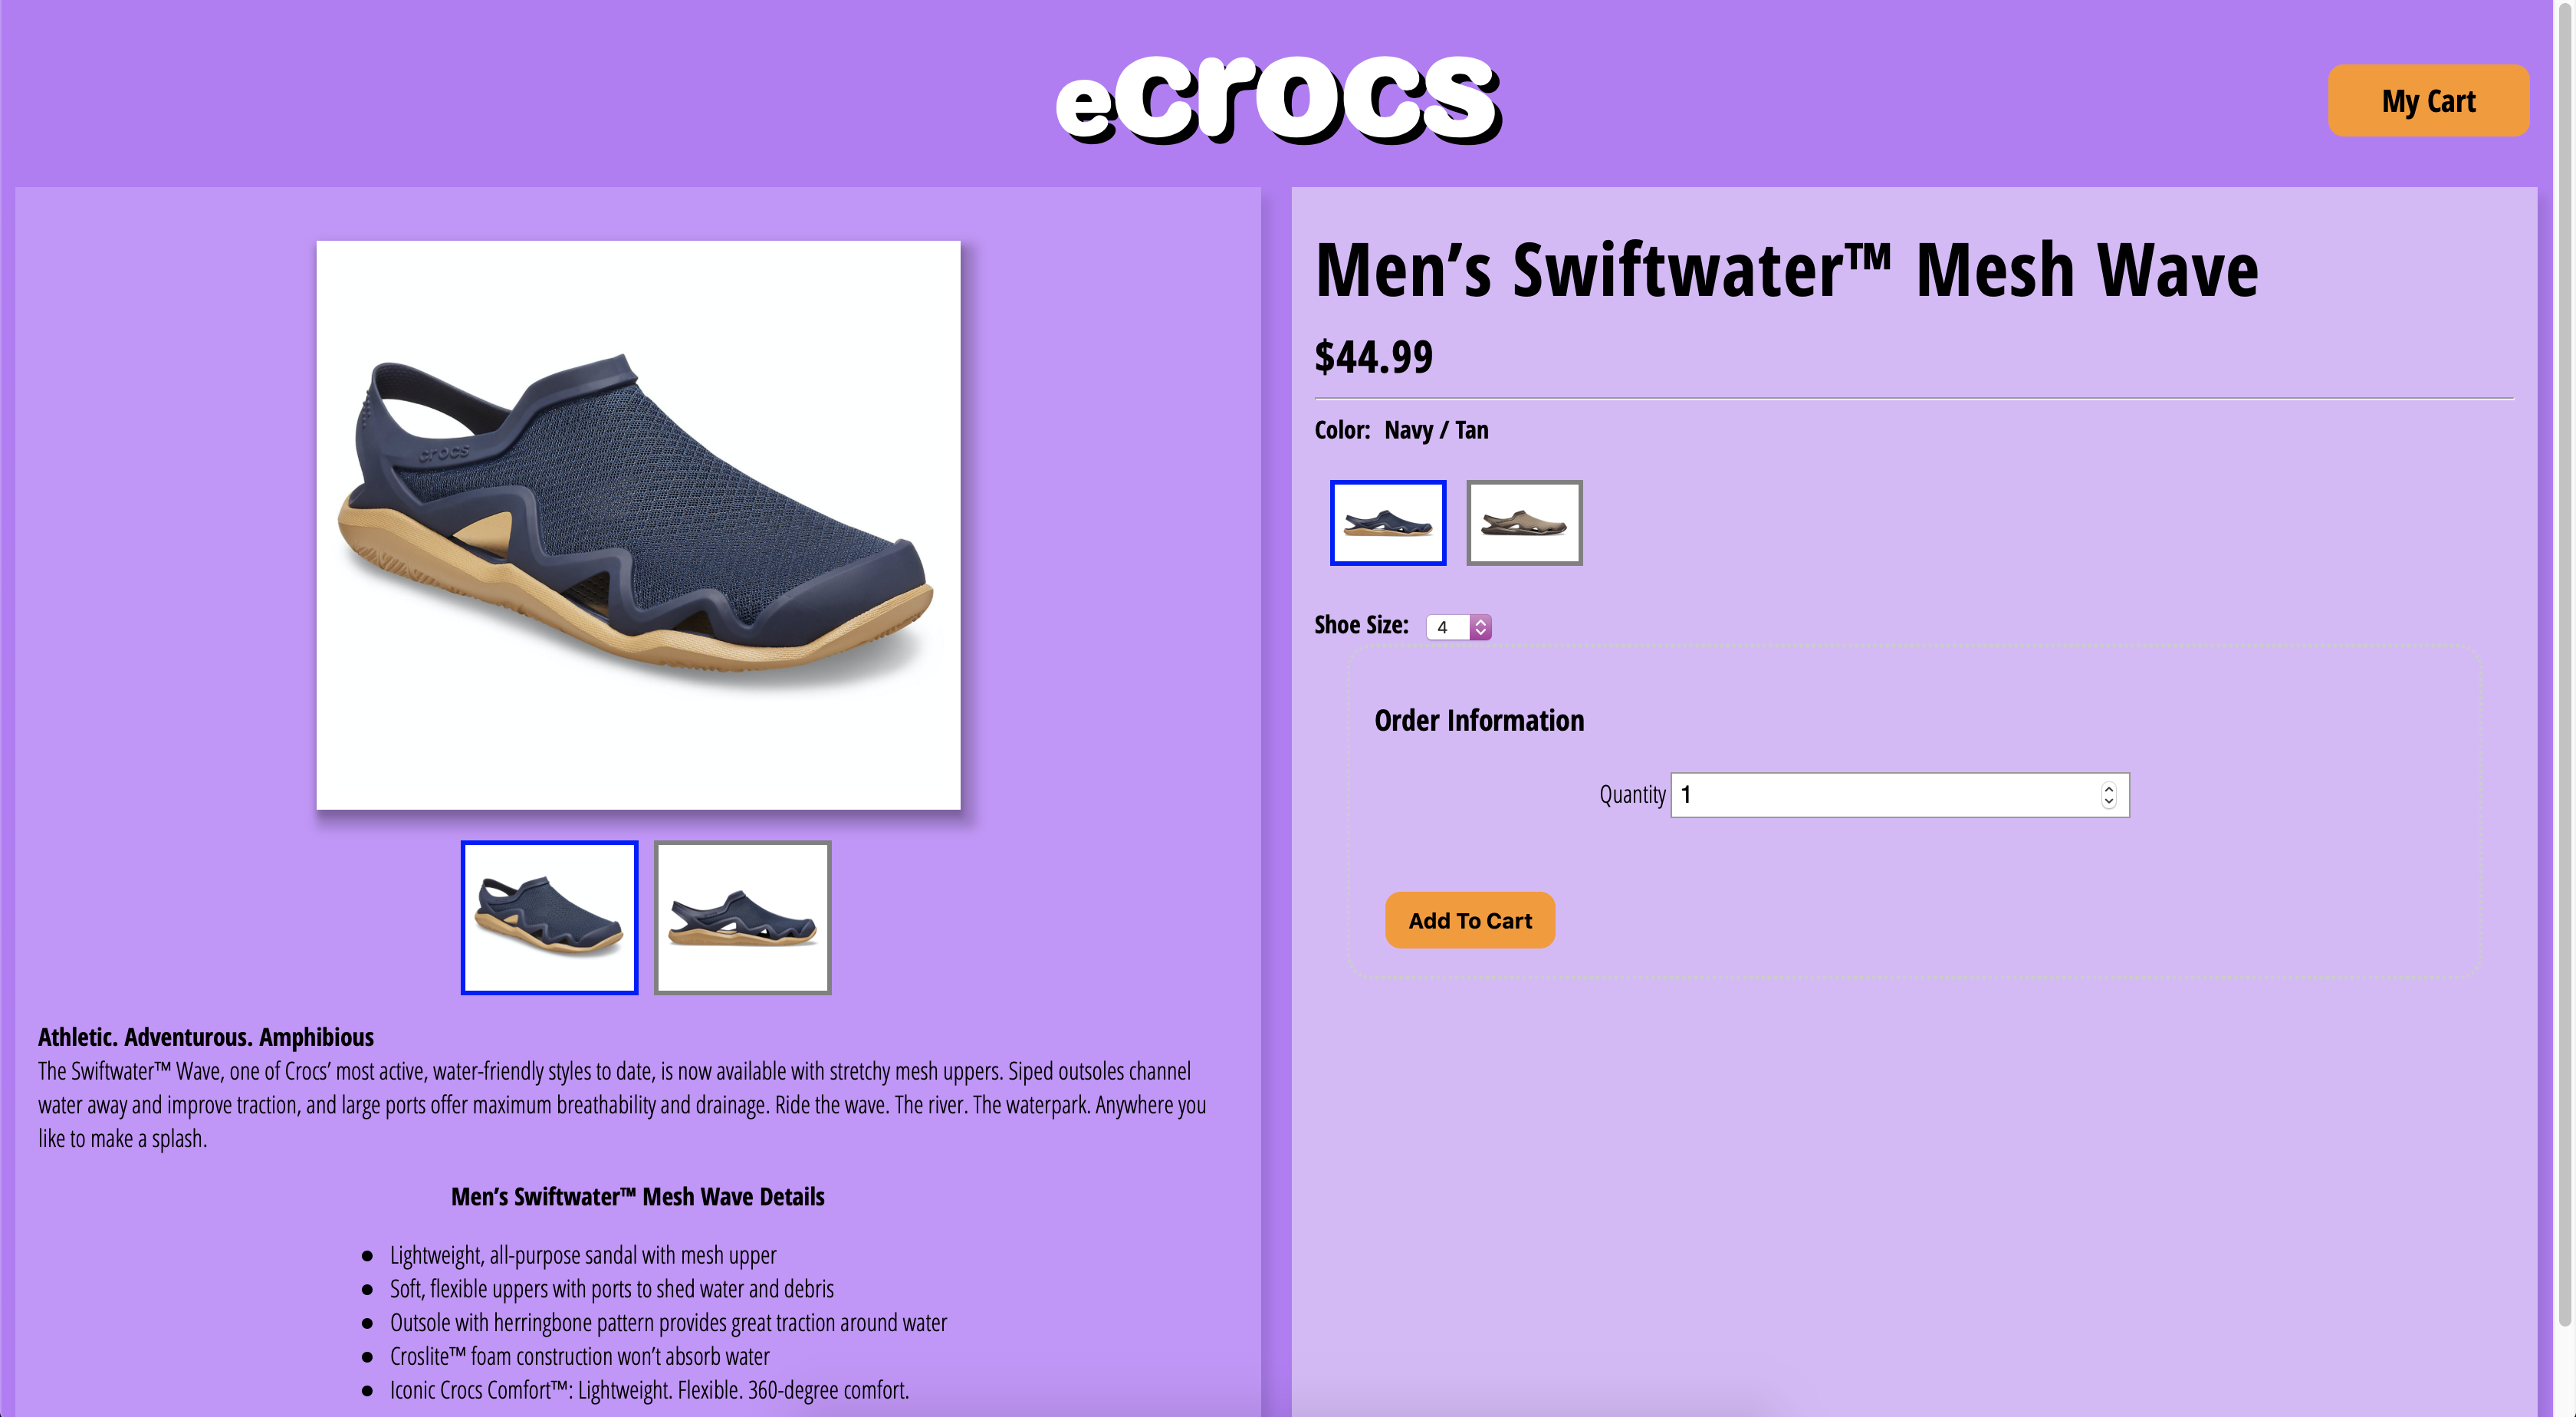 eCrocs
My Cart
crocs
Men’s Swiftwater™ Mesh Wave
$44.99
Color: Navy / Tan
Shoe Size: 4
Order Information
Quantity 1
Add To Cart
Athletic. Adventurous. Amphibious
The Swiftwater™ Wave, one of Crocs’ most active, water-friendly styles to date, is now available with stretchy mesh uppers. Siped outsoles channel
water away and improve traction, and large ports offer maximum breathability and drainage. Ride the wave. The river. The waterpark. Anywhere you
like to make a splash.
Men’s Swiftwater™ Mesh Wave Details
● Lightweight, all-purpose sandal with mesh upper
● Soft, flexible uppers with ports to shed water and debris
● Outsole with herringbone pattern provides great traction around water
● Croslite™ foam construction won’t absorb water
● Iconic Crocs Comfort™: Lightweight. Flexible. 360-degree comfort.